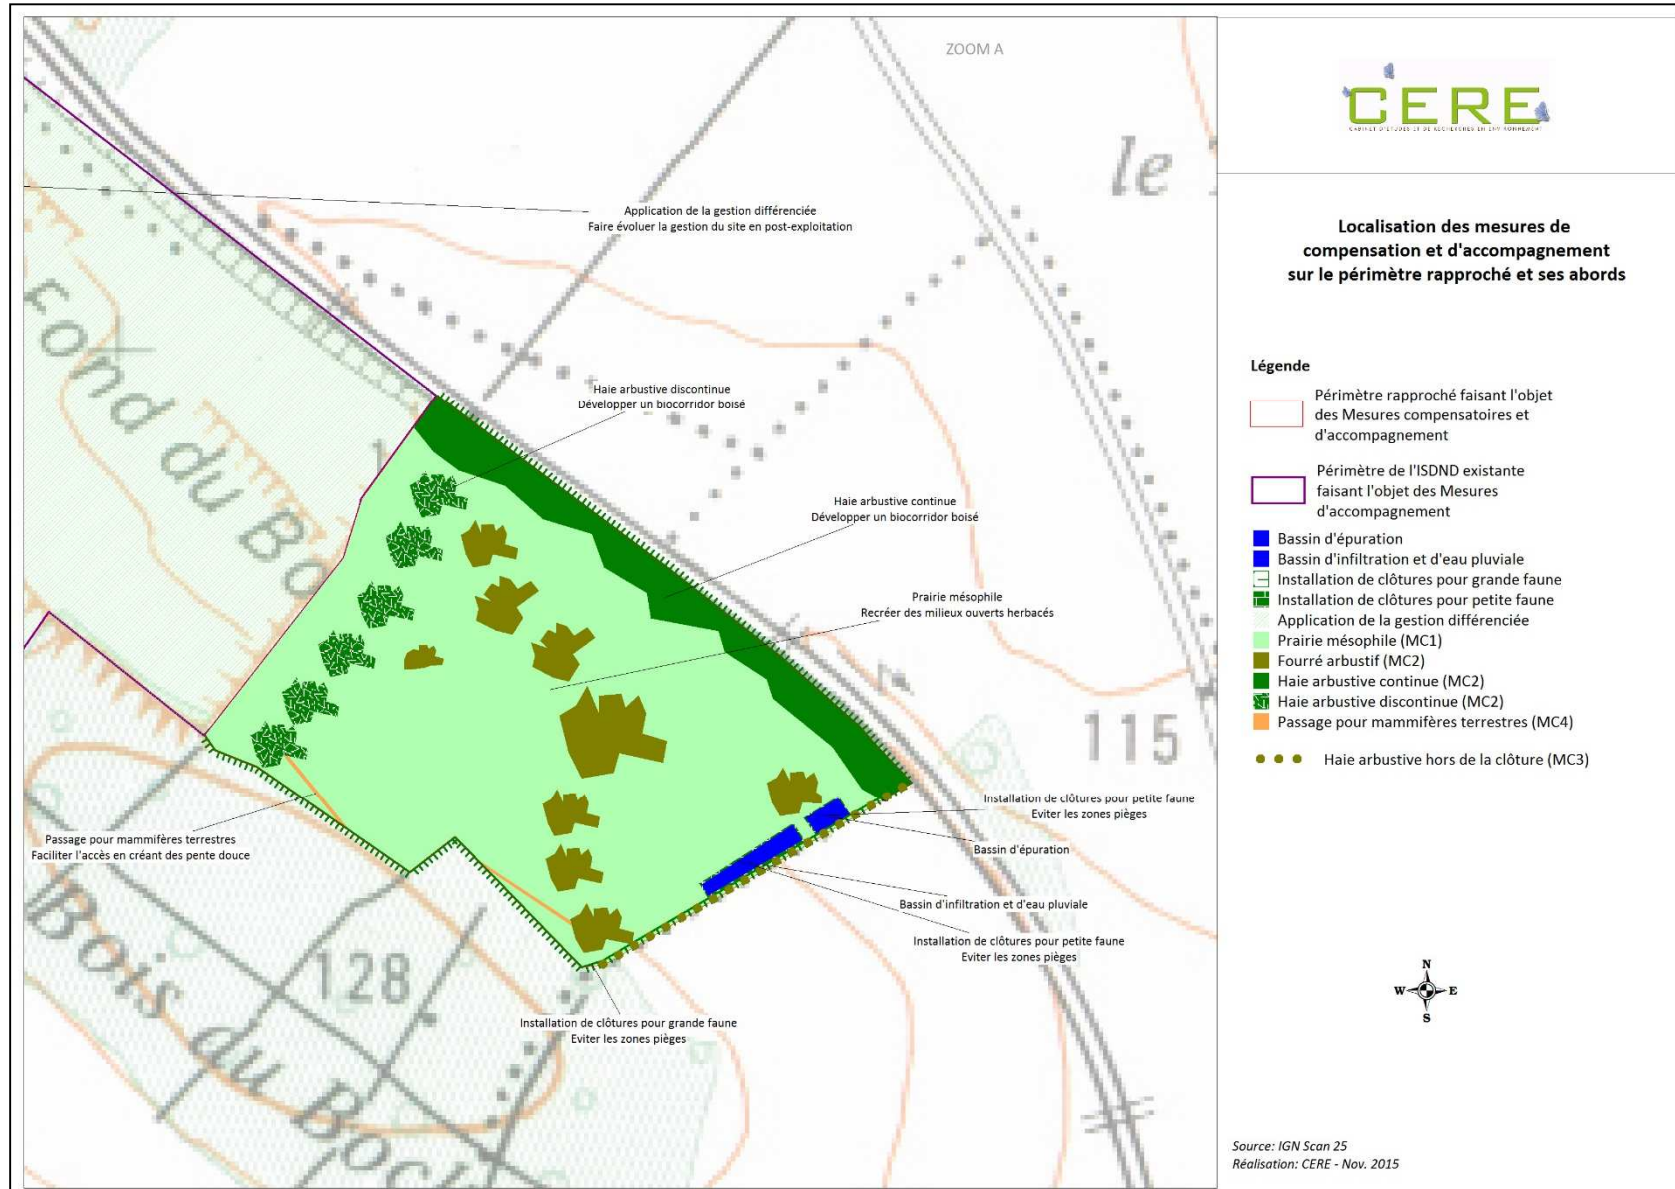 ZOOM A
le
Application de la gestion différenciée
Faire évoluer la gestion du site en post-exploitation
Fond du Bo
Haie arbustive discontinue
Développer un biocorridor boisé
Haie arbustive continue
Développer un biocorridor boisé
Prairie mésophile
Recréer des milieux ouverts herbacés
115
Installation de clôtures pour petite faune
Eviter les zones pièges
Passage pour mammifères terrestres
Faciliter l'accès en créant des pente douce
Bassin d'épuration
Bassin d'infiltration et d'eau pluviale
Installation de clôtures pour petite faune
Eviter les zones pièges
128
Bois du Boc
Installation de clôtures pour grande faune
Eviter les zones pièges
CERE
CABINET D'ÉTUDES ET DE RECHERCHES EN ENVIRONNEMENT
Localisation des mesures de
compensation et d'accompagnement
sur le périmètre rapproché et ses abords
Légende
Périmètre rapproché faisant l'objet
des Mesures compensatoires et
d'accompagnement
Périmètre de l'ISDND existante
faisant l'objet des Mesures
d'accompagnement
Bassin d'épuration
Bassin d'infiltration et d'eau pluviale
Installation de clôtures pour grande faune
Installation de clôtures pour petite faune
Application de la gestion différenciée
Prairie mésophile (MC1)
Fourré arbustif (MC2)
Haie arbustive continue (MC2)
Haie arbustive discontinue (MC2)
Passage pour mammifères terrestres (MC4)
Haie arbustive hors de la clôture (MC3)
N
W E
S
Source: IGN Scan 25
Réalisation: CERE - Nov. 2015